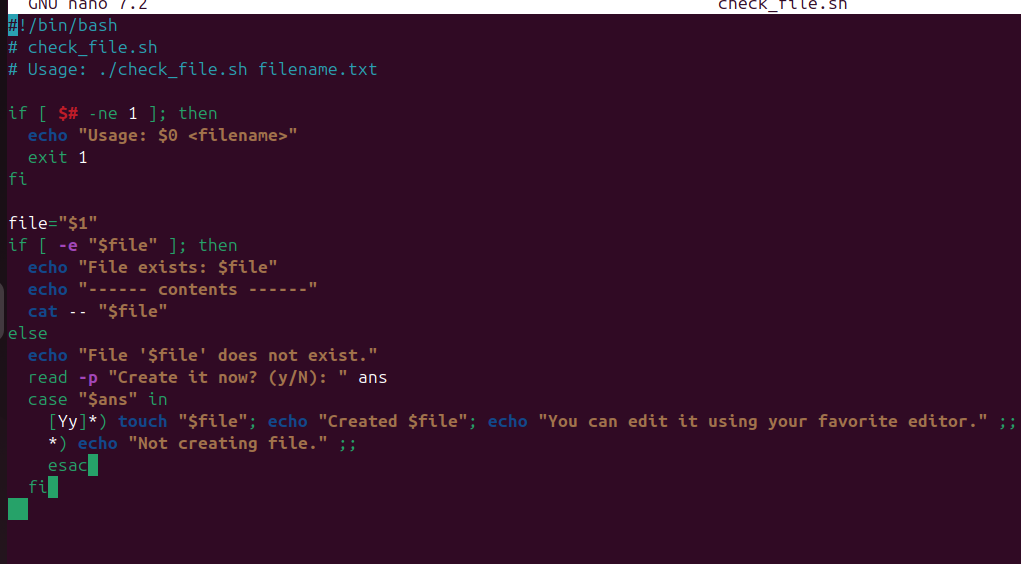 GNU nano 7.2 check_file.sh
#!/bin/bash
# check_file.sh
# Usage: ./check_file.sh filename.txt

if [ $# -ne 1 ]; then
  echo "Usage: $0 <filename>"
  exit 1
fi

file="$1"
if [ -e "$file" ]; then
  echo "File exists: $file"
  echo "------ contents ------"
  cat -- "$file"
else
  echo "File '$file' does not exist."
  read -p "Create it now? (y/N): " ans
  case "$ans" in
    [Yy]*) touch "$file"; echo "Created $file"; echo "You can edit it using your favorite editor." ;;
    *) echo "Not creating file." ;;
    esac
  fi